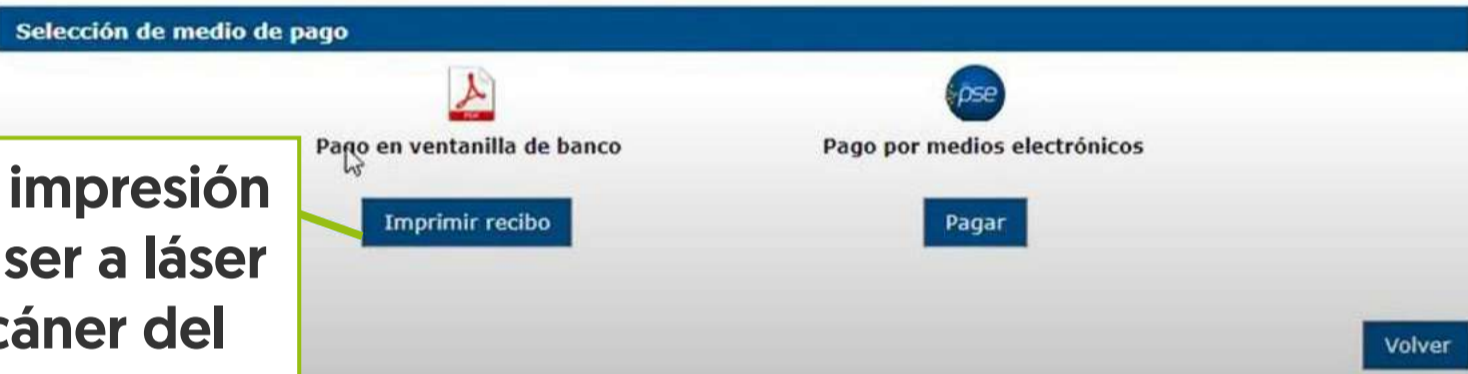 Selección de medio de pago
PDF
pse
Pago en ventanilla de banco
Pago por medios electrónicos
impresión
ser a láser
cáner del
Imprimir recibo
Pagar
Volver